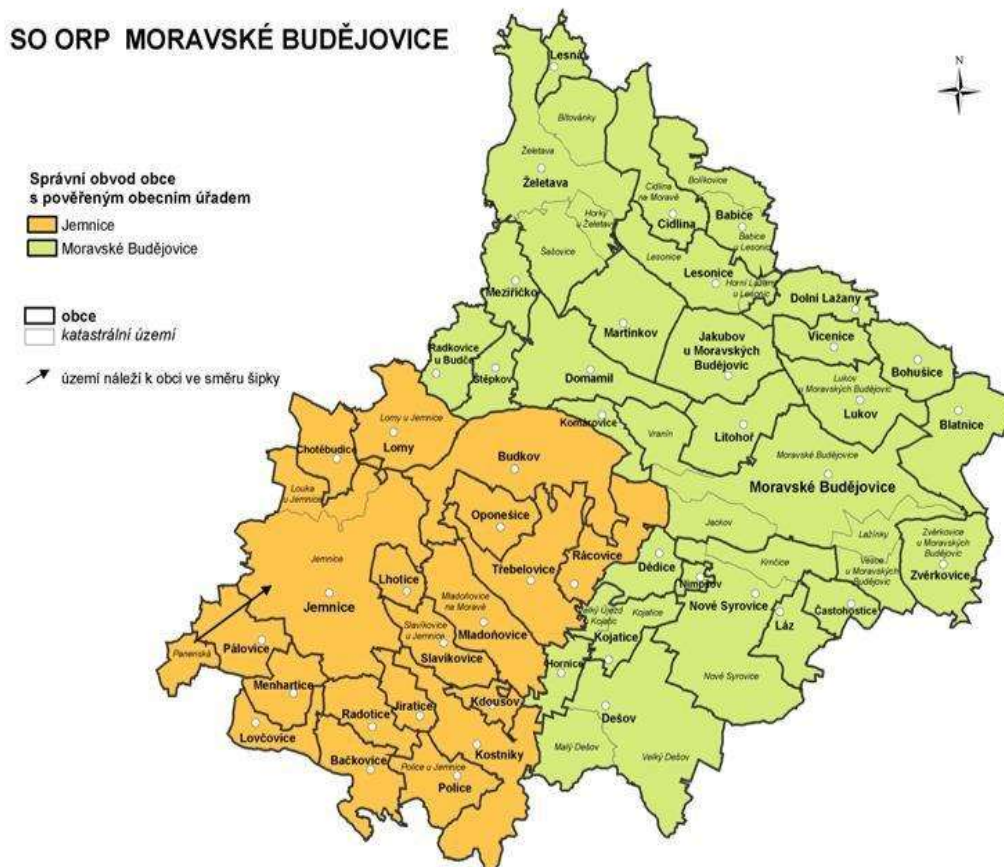 SO ORP MORAVSKÉ BUDĚJOVICE
N
Správní obvod obce
s pověřeným obecním úřadem
Jemnice
Moravské Budějovice
obce
katastrální území
území náleží k obci ve směru šipky
Lesná
Bítovánky
Želetava
Želetava
Bolíkovice
Cidlina
na Moravě
Cidlina
Babice
Babice
u Lesonic
Horky
u Želetavy
Šašovice
Lesonice
Lesonice
Horní Lažany
u Lesonic
Meziříčko
Dolní Lažany
Martínkov
Jakubov
u Moravských
Budějovic
Vícenice
Radkovice
u Budče
Štěpkov
Domamil
Bohušice
Lukov
u Moravských Budějovic
Lukov
Blatnice
Lomy u Jemnice
Lomy
Komárovice
Vranín
Litohoř
Chotěbudice
Budkov
Moravské Budějovice
Moravské Budějovice
Louka
u Jemnice
Oponešice
Jackov
Lažínky
Zvěrkovice
u Moravských
Budějovic
Zvěrkovice
Jemnice
Jemnice
Lhotice
Třebelovice
Rácovice
Dědice
Krnčice
Vesce
u Moravských
Budějovic
Nimpšov
Mladoňovice
na Moravě
Mladoňovice
Velký Újezd
u Kojatic
Kojatice
Kojatice
Nové Syrovice
Láz
Častohostice
Slavíkovice
u Jemnice
Slavíkovice
Panenská
Pálovice
Hornice
Nové Syrovice
Menhartice
Radotice
Jiratice
Kdousov
Dešov
Lovčovice
Kostníky
Malý Dešov
Velký Dešov
Bačkovice
Police u Jemnice
Police